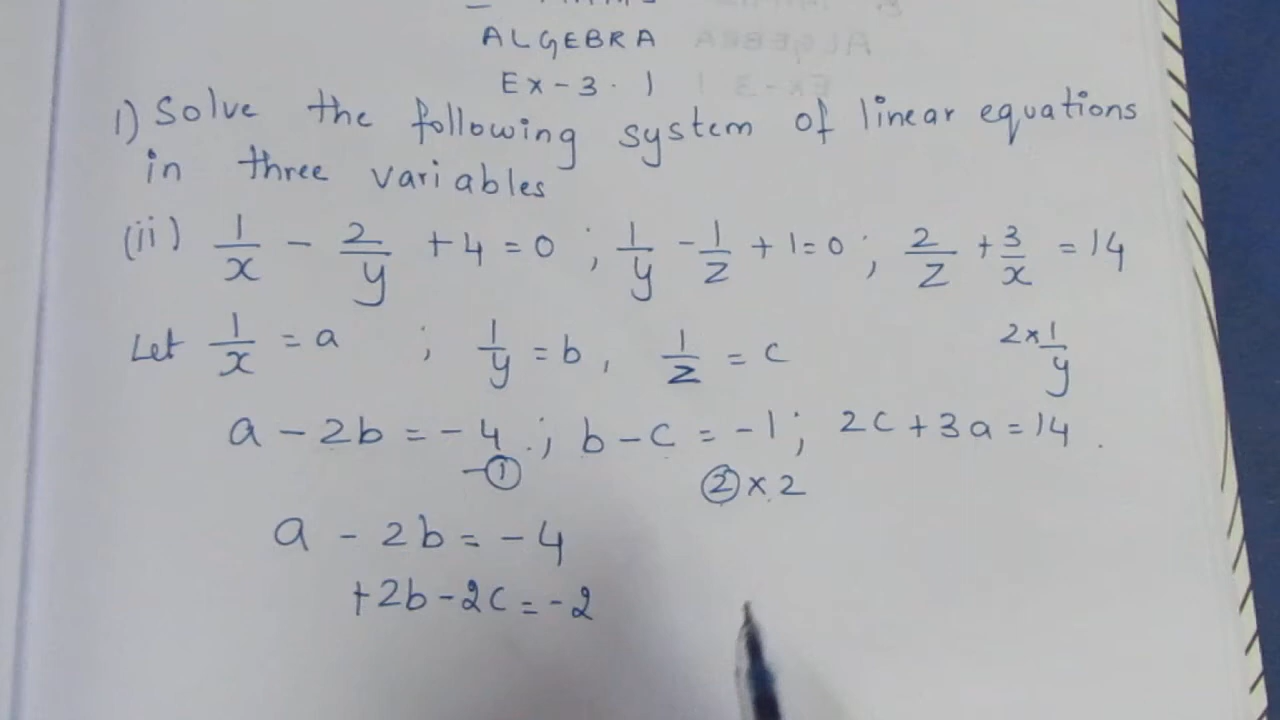 ALGEBRA
Ex-3.1
1) Solve the following system of linear equations
in three variables
(ii) 1/x - 2/y + 4 = 0 ; 1/y - 1/z + 1 = 0 ; 2/z + 3/x = 14
Let 1/x = a ; 1/y = b , 1/z = c 2 × 1/y
a - 2b = -4 ; b - c = -1 ; 2c + 3a = 14 .
-① ② × 2
a - 2b = -4
+2b - 2c = -2